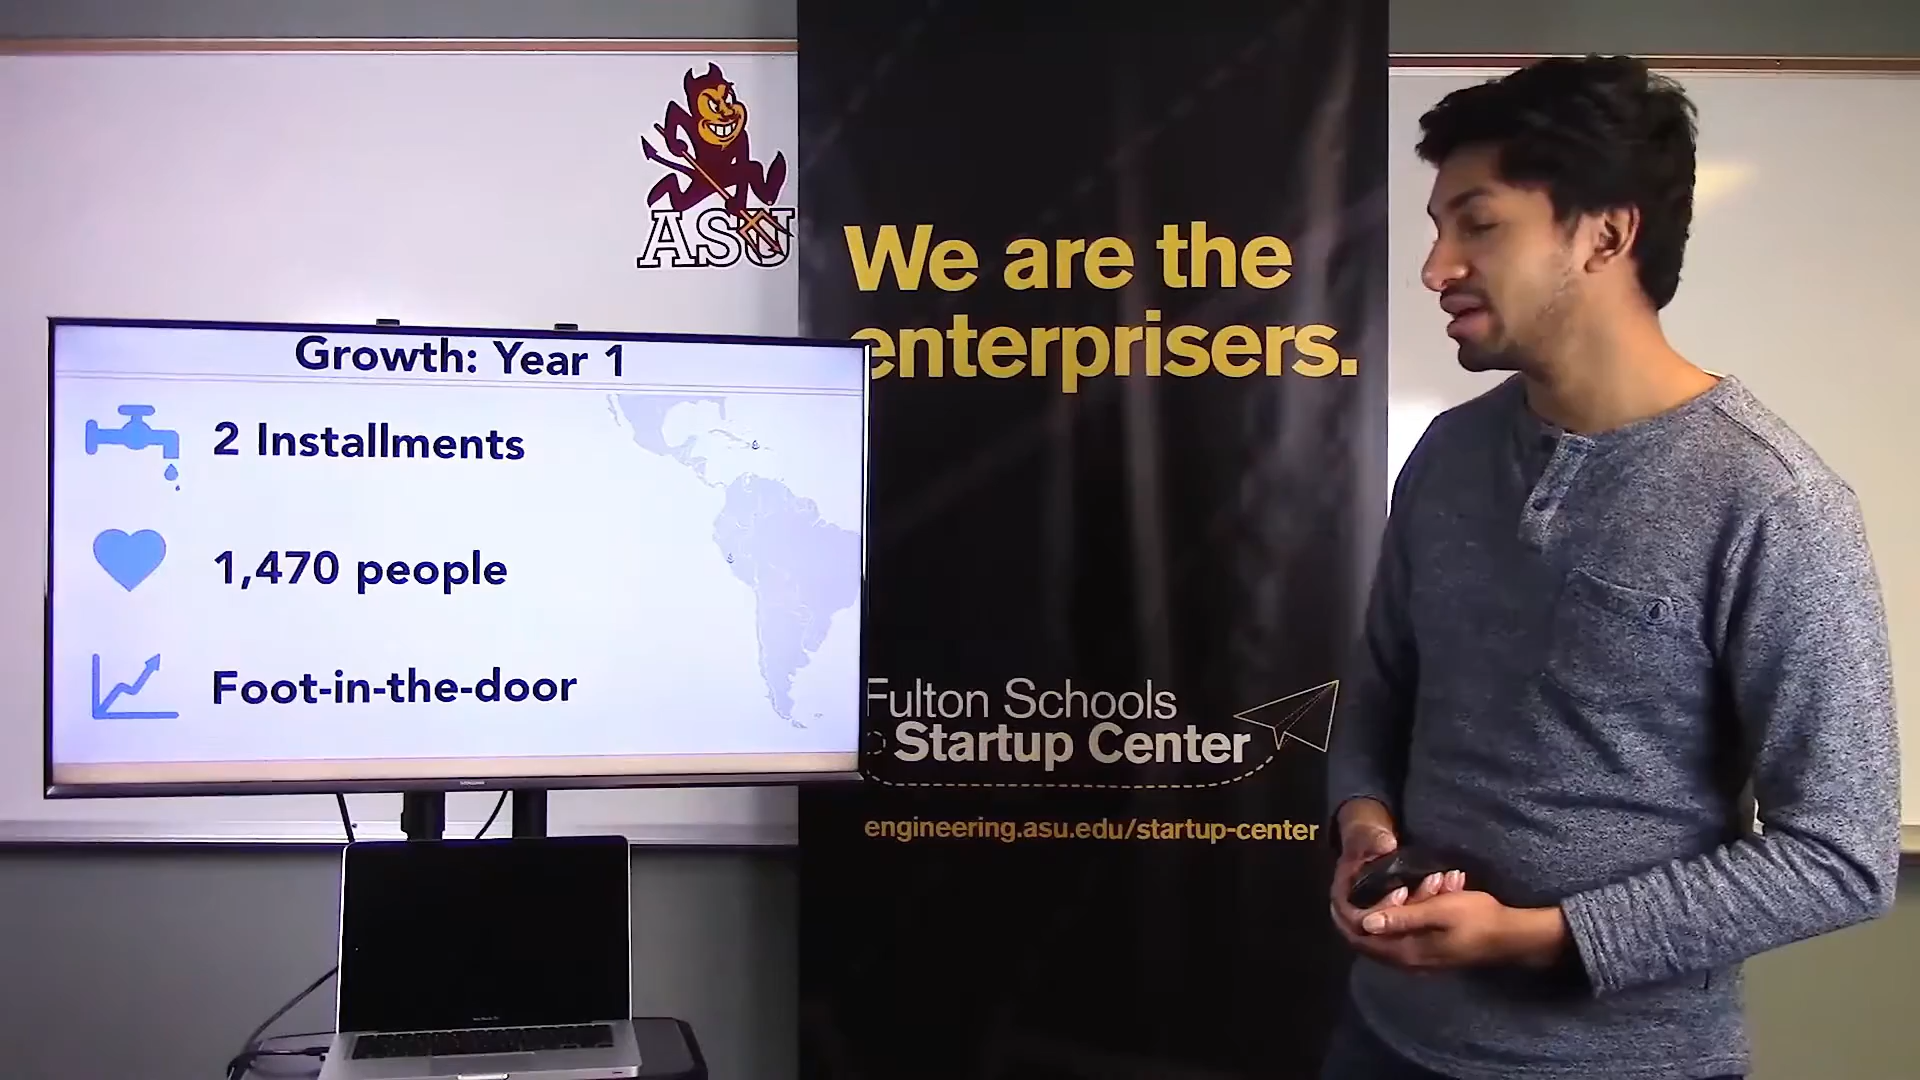 ASU
We are the
enterprisers.
Growth: Year 1
2 Installments
1,470 people
Foot-in-the-door
Fulton Schools
Startup Center
engineering.asu.edu/startup-center